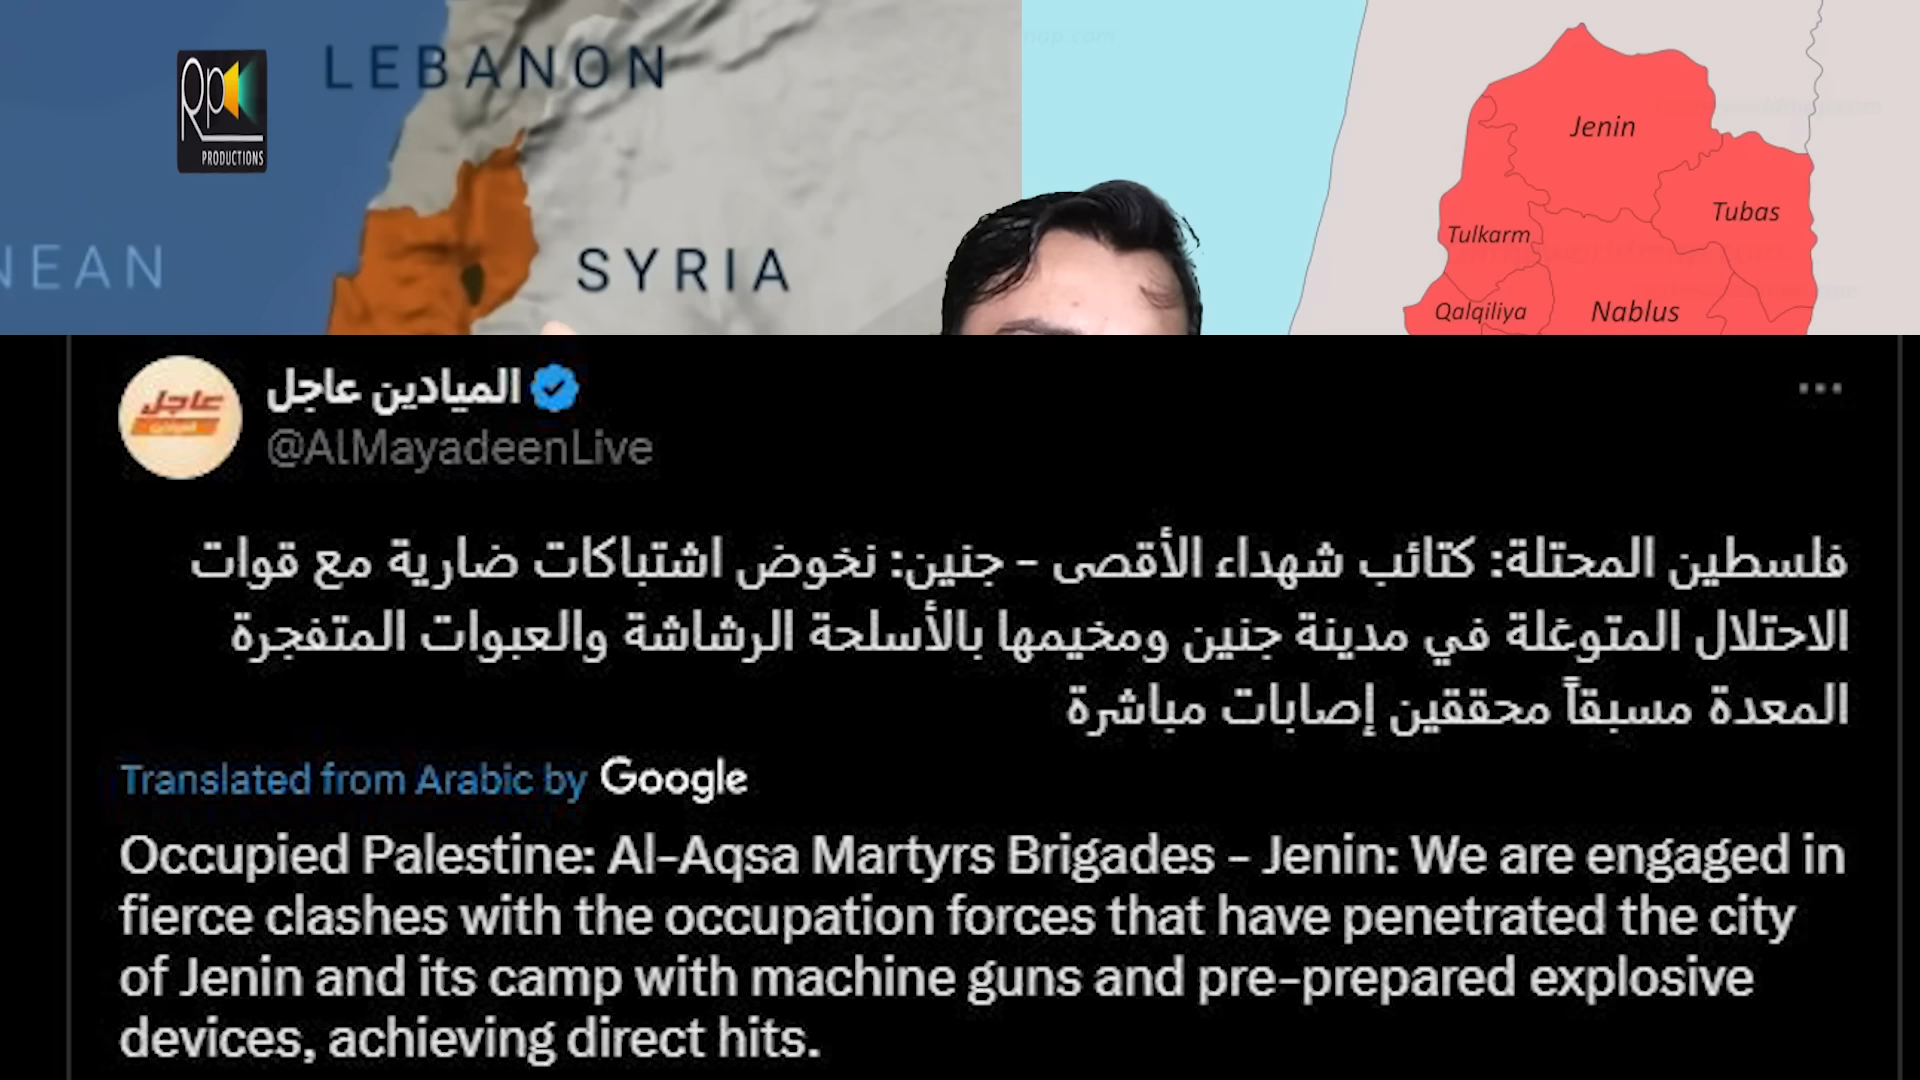 LEBANON
Rp
PRODUCTIONS
NEAN
SYRIA
Jenin
Tubas
Tulkarm
Qalqiliya
Nablus
عاجل
الميادين عاجل
@AlMayadeenLive
فلسطين المحتلة: كتائب شهداء الأقصى - جنين: نخوض اشتباكات ضارية مع قوات
الاحتلال المتوغلة في مدينة جنين ومخيمها بالأسلحة الرشاشة والعبوات المتفجرة
المعدة مسبقاً محققين إصابات مباشرة
Translated from Arabic by Google
Occupied Palestine: Al-Aqsa Martyrs Brigades - Jenin: We are engaged in
fierce clashes with the occupation forces that have penetrated the city
of Jenin and its camp with machine guns and pre-prepared explosive
devices, achieving direct hits.